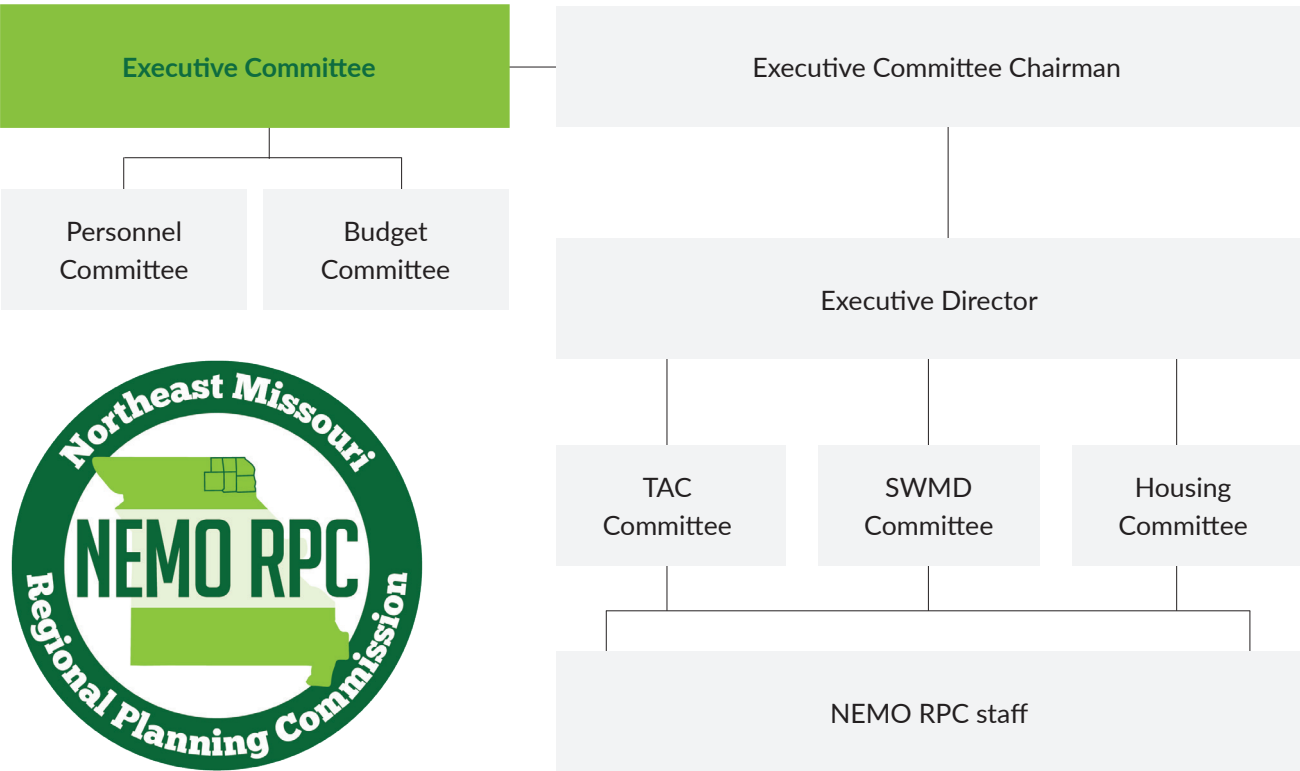 Executive Committee
Executive Committee Chairman
Personnel
Committee
Budget
Committee
Executive Director
Northeast Missouri
NEMO RPC
Regional Planning Commission
TAC
Committee
SWMD
Committee
Housing
Committee
NEMO RPC staff